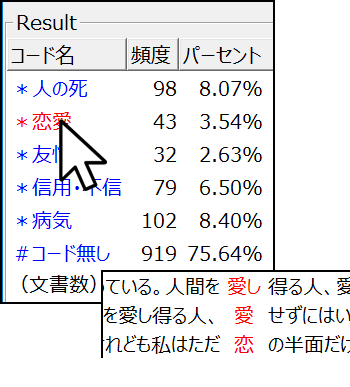 Result
コード名 頻度 パーセント
*人の死 98 8.07%
*恋愛 43 3.54%
*友 32 2.63%
*信用・不信 79 6.50%
*病気 102 8.40%
#コード無し 919 75.64%
(文書数)
ている。人間を 愛し 得る人、愛
を愛し得る人、 愛 せずにはい
れども私はただ 恋 の半面だけ